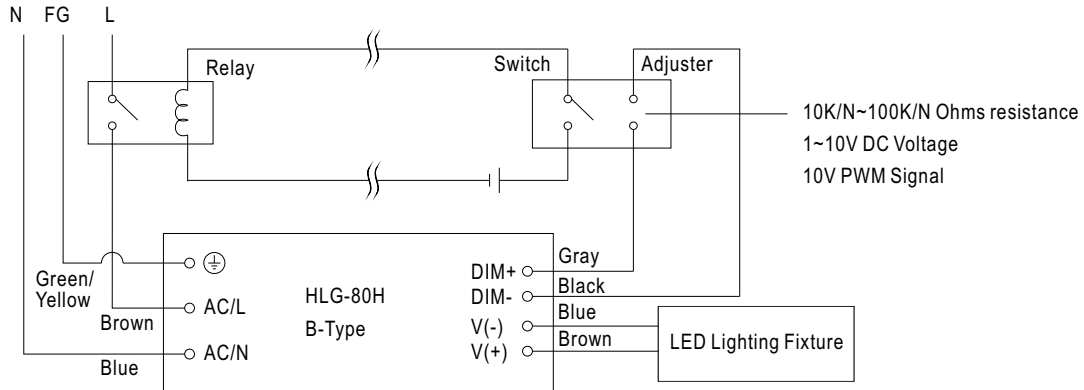 N FG L
Relay
Switch
Adjuster
10K/N~100K/N Ohms resistance
1~10V DC Voltage
10V PWM Signal
Green/
Yellow
Brown
Blue
AC/L
AC/N
HLG-80H
B-Type
DIM+
DIM-
V(-)
V(+)
Gray
Black
Blue
Brown
LED Lighting Fixture